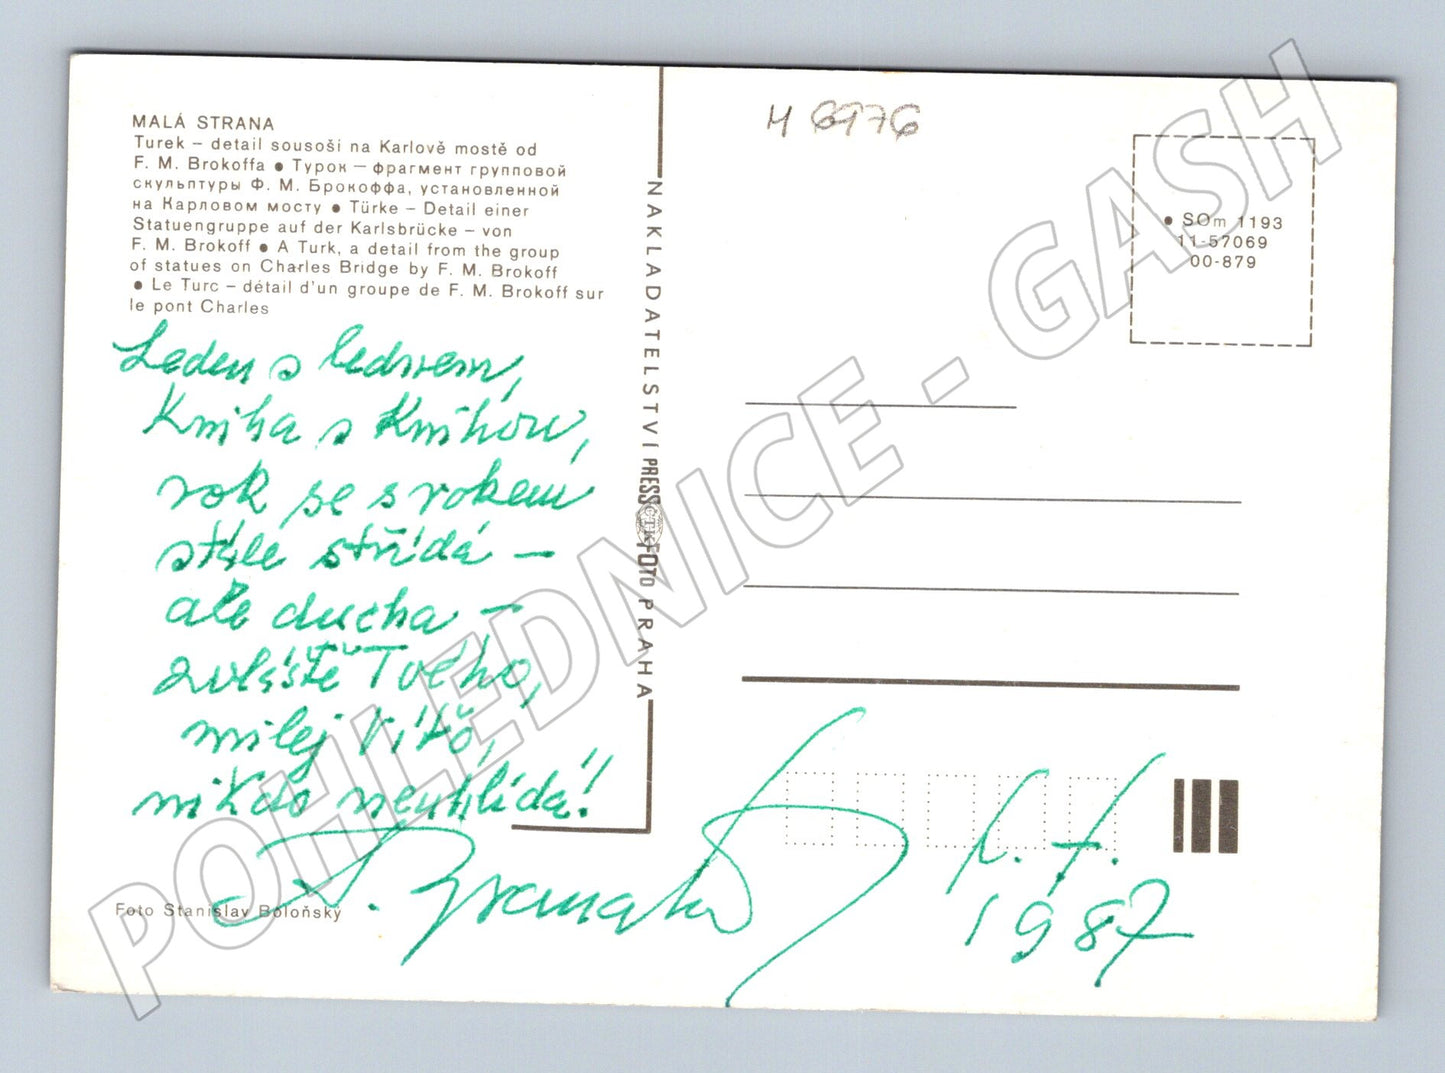 MALÁ STRANA
Turek – detail sousoší na Karlově mostě od
F. M. Brokoffa ● Турок – фрагмент групповой
скульптуры Ф. М. Брокоффа, установленной
на Карловом мосту ● Türke – Detail einer
Statuengruppe auf der Karlsbrücke – von
F. M. Brokoff ● A Turk, a detail from the group
of statues on Charles Bridge by F. M. Brokoff
● Le Turc – détail d'un groupe de F. M. Brokoff sur
le pont Charles
Leden s lednem,
Kniha s Knihou,
rok se s rokem
stále střídá –
ale ducha –
zvláště Tvého,
milej Víťo,
nikdo neuhlídá!
Foto Stanislav Boloňský
NAKLADATELSTVÍ PRESSFOTO PRAHA
ČTK
H 6976
● SOm 1193
11-57069
00-879
P. F.
1987
POHLEDNICE - GASH